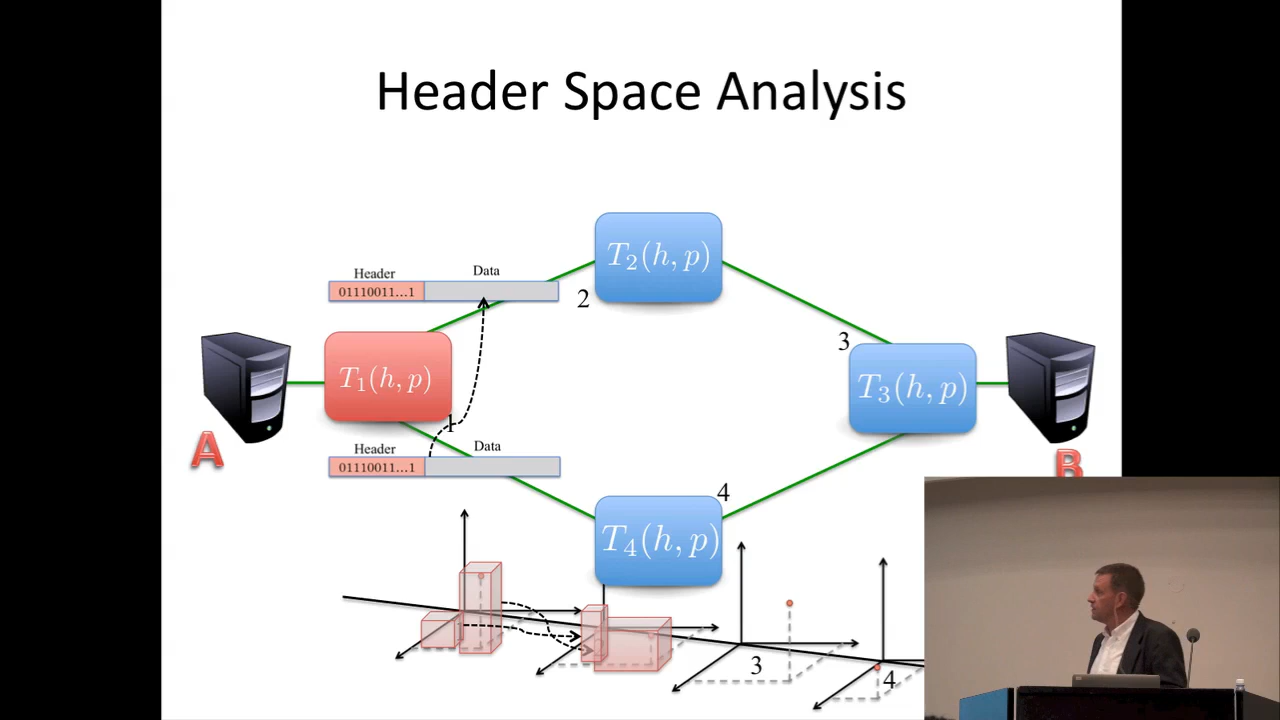 Header Space Analysis
T₂(h, p)
Header
Data
01110011...1
2
3
T₁(h, p)
T₃(h, p)
1
A
Header
Data
B
01110011...1
4
T₄(h, p)
3
4